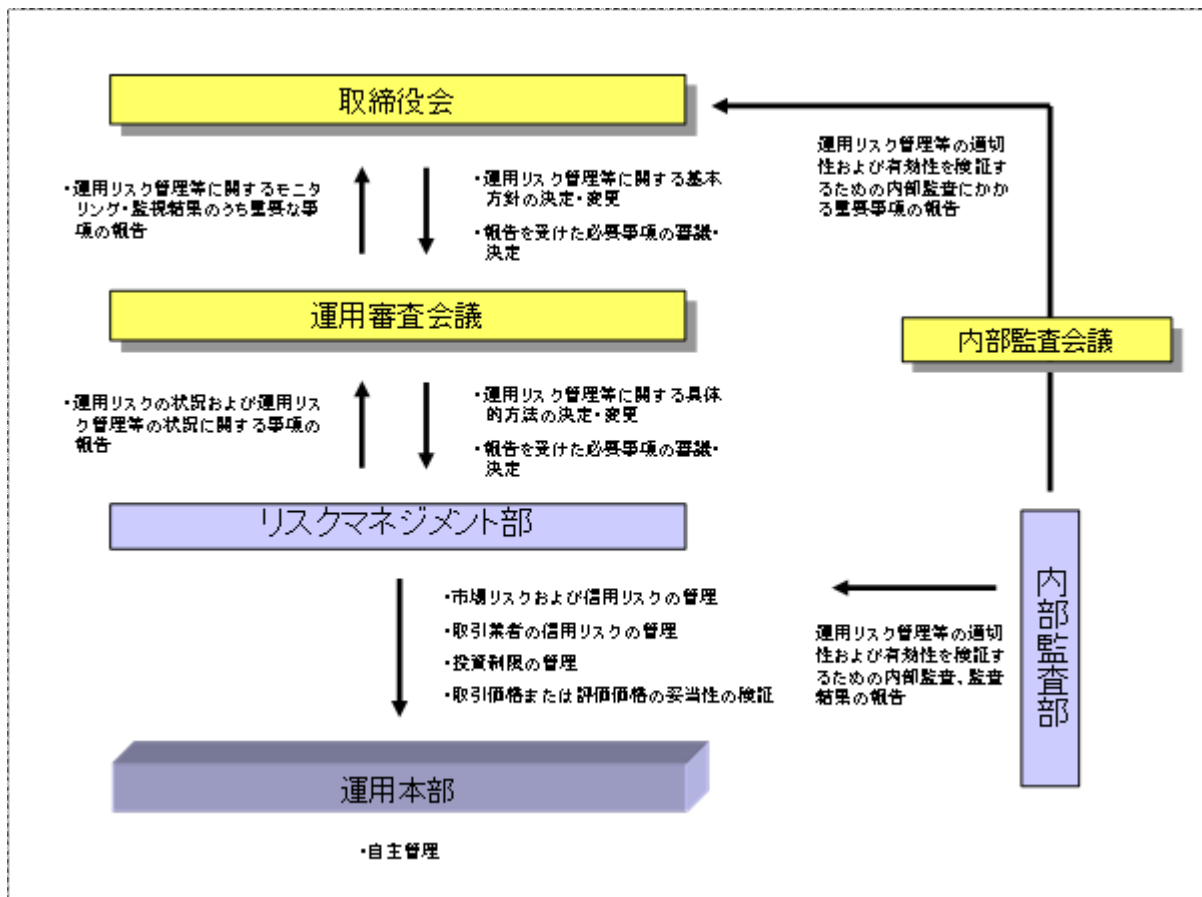 取締役会
・運用リスク管理等に関するモニ
タリング・監視結果のうち重要な事
項の報告
・運用リスク管理等に関する基本
方針の決定・変更
・報告を受けた必要事項の審議・
決定
運用リスク管理等の適切
性および有効性を検証す
るための内部監査にかか
る重要事項の報告
運用審査会議
内部監査会議
・運用リスクの状況および運用リス
ク管理等の状況に関する事項の
報告
・運用リスク管理等に関する具体
的方法の決定・変更
・報告を受けた必要事項の審議・
決定
リスクマネジメント部
・市場リスクおよび信用リスクの管理
・取引業者の信用リスクの管理
・投資制限の管理
・取引価格または評価価格の妥当性の検証
運用リスク管理等の適切
性および有効性を検証す
るための内部監査、監査
結果の報告
内部監査部
運用本部
・自主管理